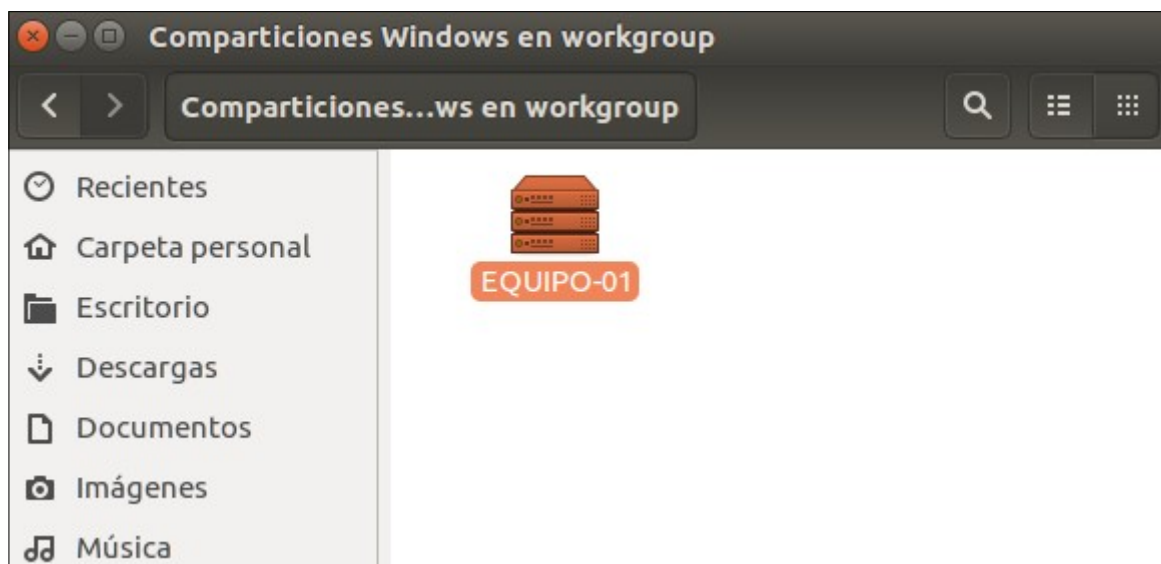 Comparticiones Windows en workgroup
Comparticiones...ws en workgroup
Recientes
Carpeta personal
Escritorio
Descargas
Documentos
Imágenes
Música
EQUIPO-01